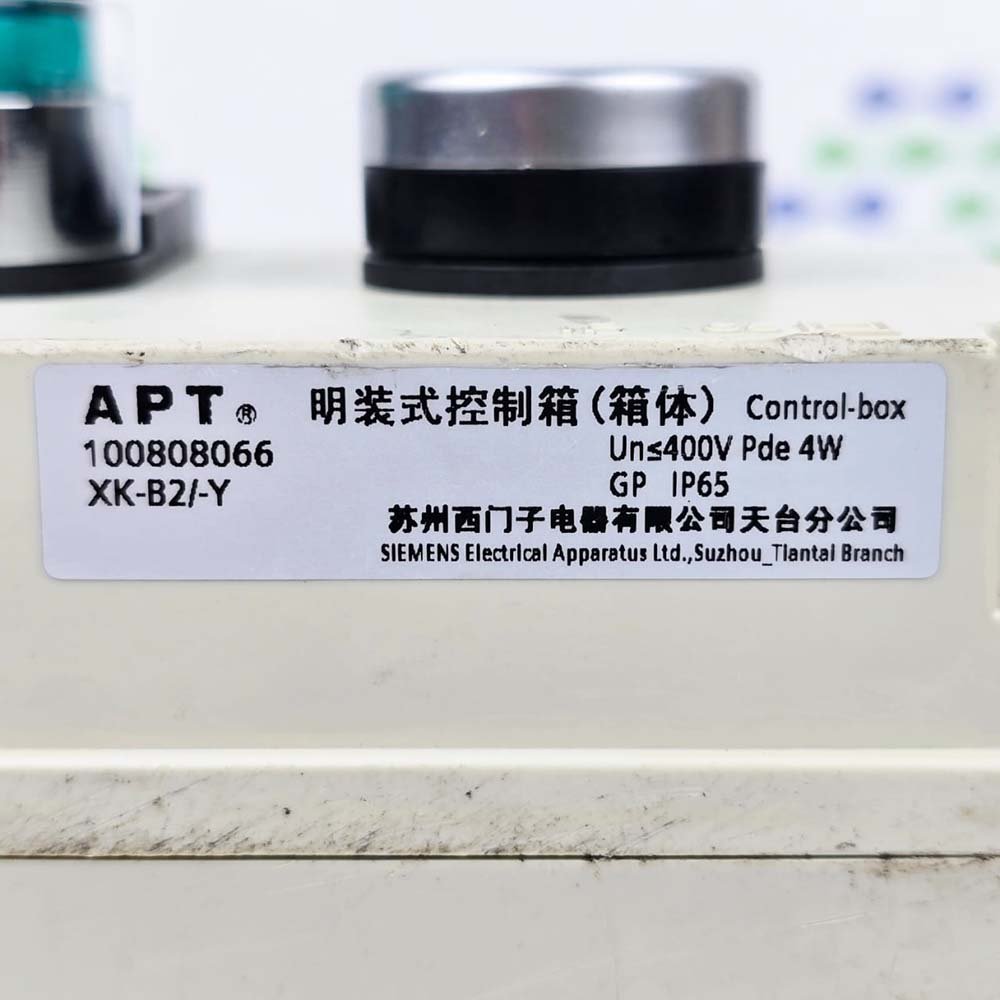 APT® 明装式控制箱(箱体) Control-box
100808066 Un≤400V Pde 4W
XK-B2/-Y GP IP65
苏州西门子电器有限公司天台分公司
SIEMENS Electrical Apparatus Ltd.,Suzhou_Tiantai Branch